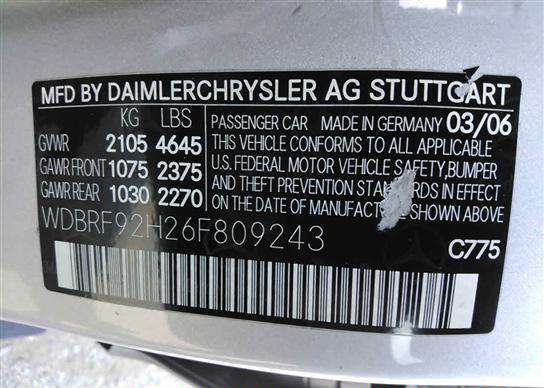 MFD BY DAIMLERCHRYSLER AG STUTTGART
KG LBS
GVWR 2105 4645
GAWR FRONT 1075 2375
GAWR REAR 1030 2270
PASSENGER CAR MADE IN GERMANY 03/06
THIS VEHICLE CONFORMS TO ALL APPLICABLE
U.S. FEDERAL MOTOR VEHICLE SAFETY, BUMPER
AND THEFT PREVENTION STANDARDS IN EFFECT
ON THE DATE OF MANUFACTURE SHOWN ABOVE
WDBRF92H26F809243
C775